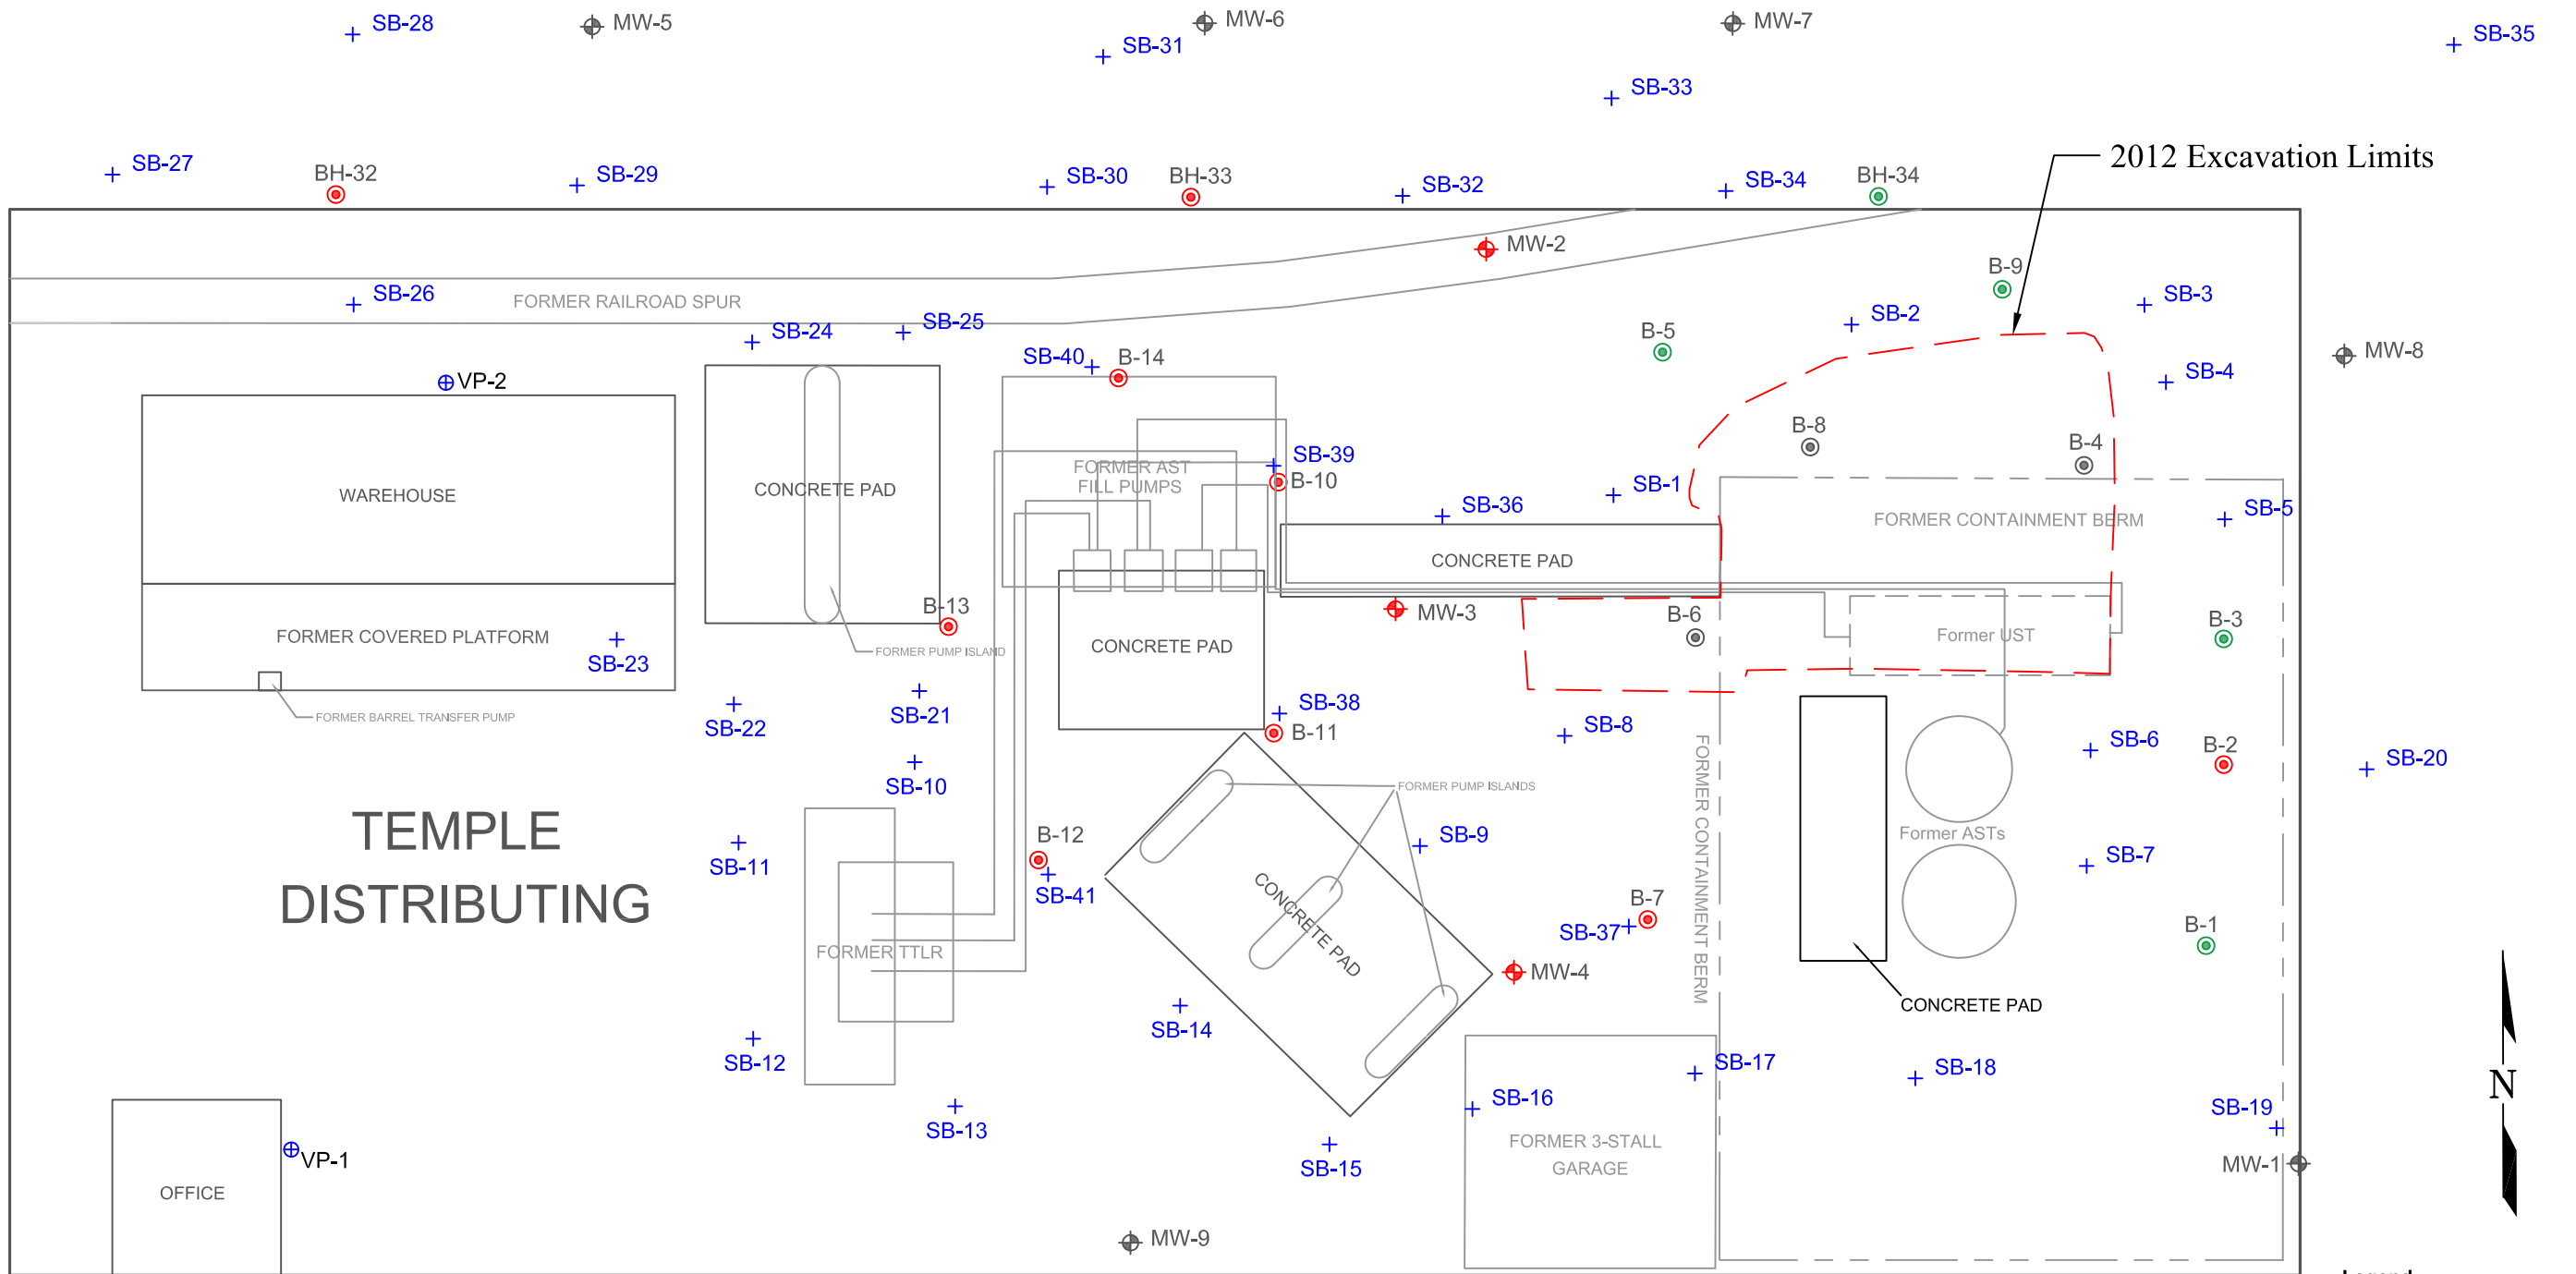 SB-28
MW-5
MW-6
MW-7
SB-35
SB-31
SB-33
2012 Excavation Limits
SB-27
BH-32
SB-29
SB-30
BH-33
SB-32
SB-34
BH-34
MW-2
B-9
SB-26
FORMER RAILROAD SPUR
SB-3
SB-24
SB-25
SB-2
B-5
SB-40
B-14
MW-8
VP-2
SB-4
B-8
B-4
SB-39
FORMER AST
FILL PUMPS
B-10
WAREHOUSE
CONCRETE PAD
SB-36
SB-1
FORMER CONTAINMENT BERM
SB-5
CONCRETE PAD
B-13
MW-3
B-6
B-3
FORMER COVERED PLATFORM
Former UST
CONCRETE PAD
FORMER PUMP ISLAND
SB-23
SB-38
FORMER BARREL TRANSFER PUMP
SB-21
SB-22
B-11
SB-8
SB-6
B-2
SB-20
FORMER CONTAINMENT BERM
SB-10
FORMER PUMP ISLANDS
TEMPLE
DISTRIBUTING
B-12
SB-9
Former ASTs
SB-11
SB-7
SB-41
CONCRETE PAD
B-7
SB-37
B-1
FORMER TTLR
MW-4
CONCRETE PAD
SB-14
SB-12
SB-17
SB-18
N
SB-16
SB-19
SB-13
FORMER 3-STALL
GARAGE
VP-1
SB-15
MW-1
OFFICE
MW-9